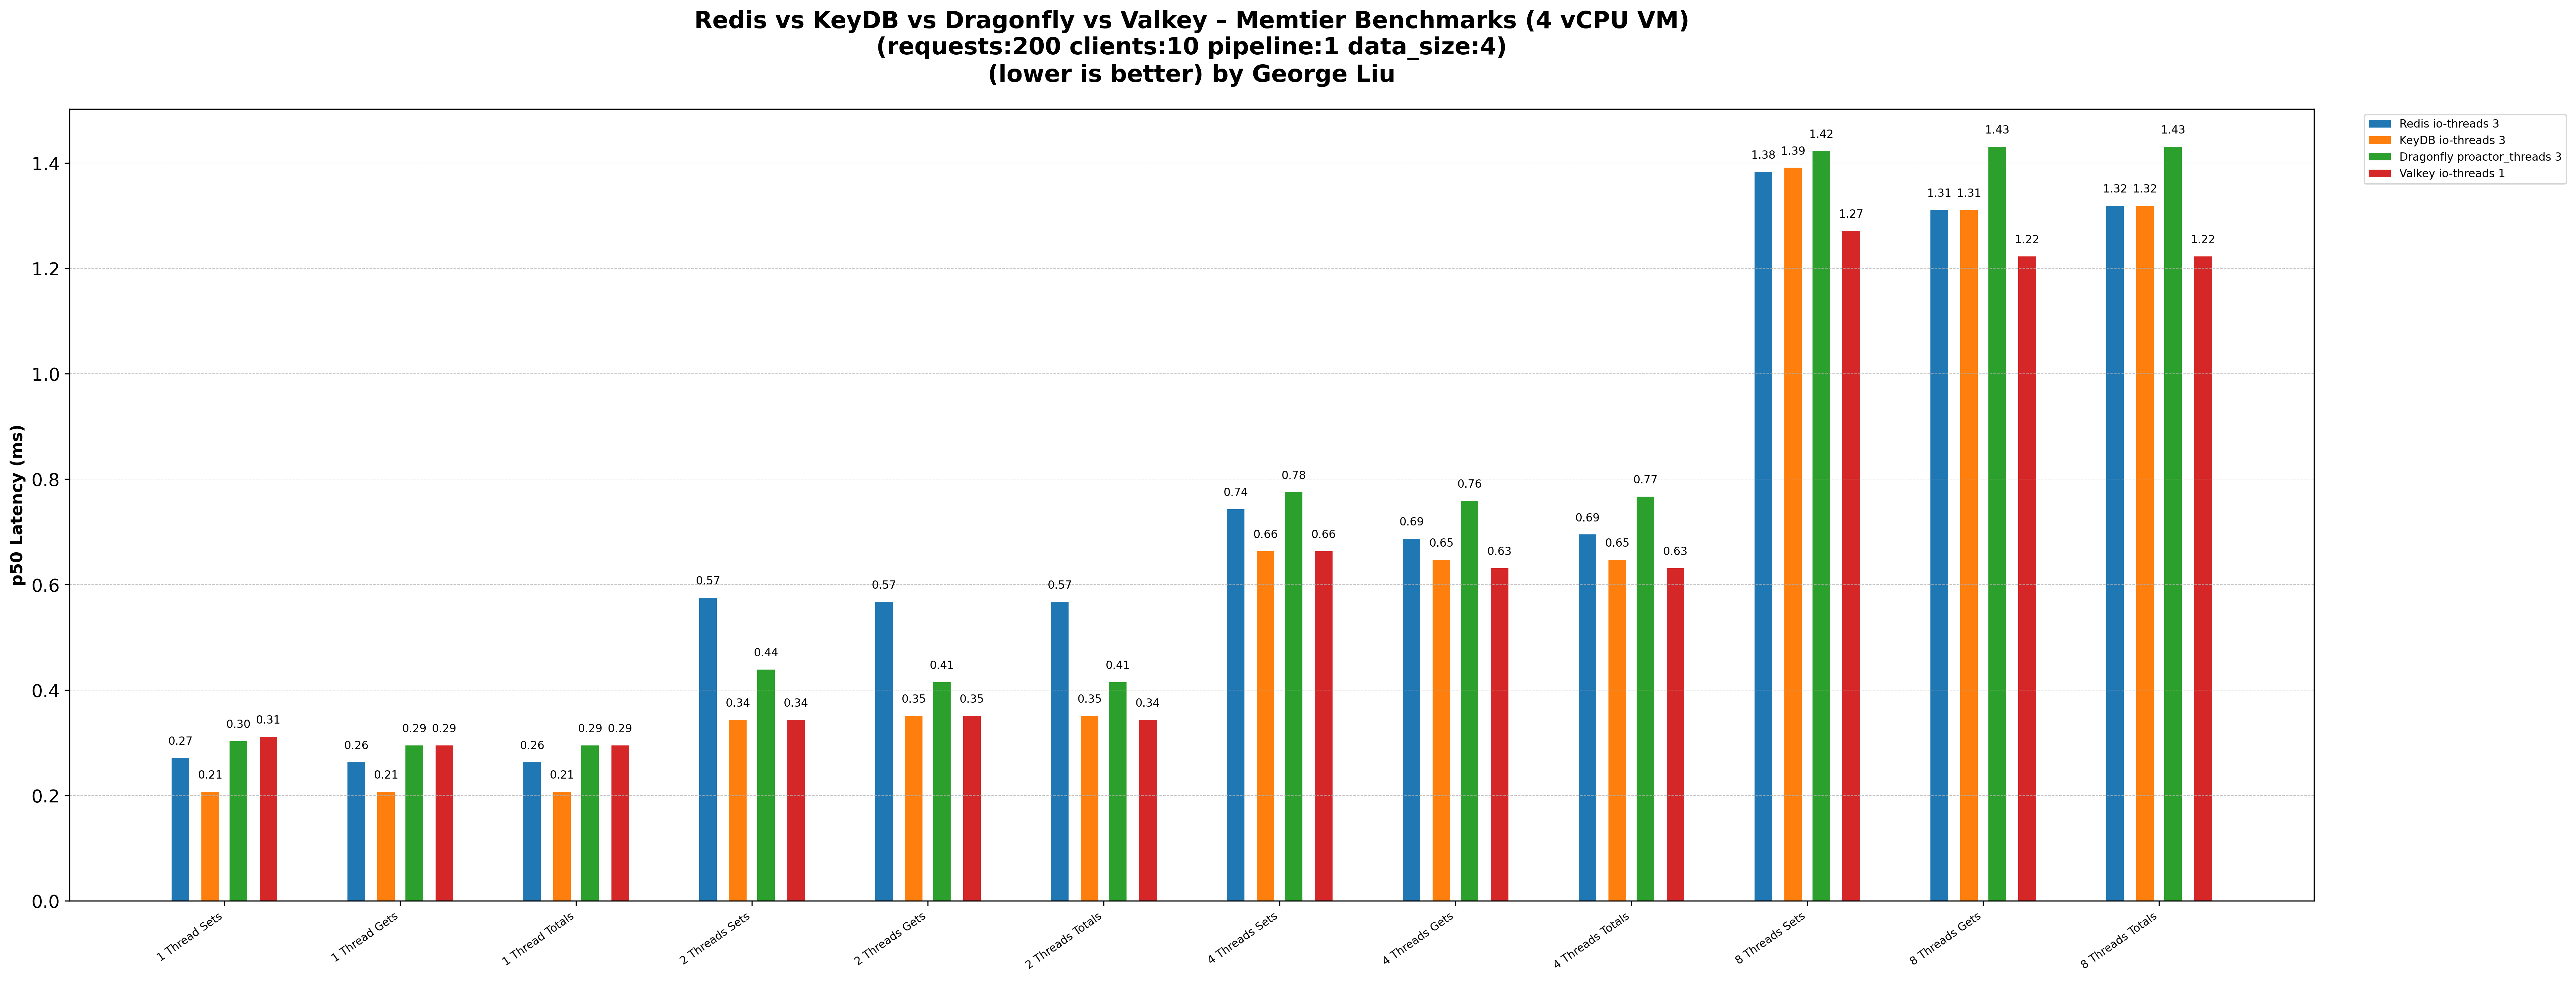 Redis vs KeyDB vs Dragonfly vs Valkey – Memtier Benchmarks (4 vCPU VM)
(requests:200 clients:10 pipeline:1 data_size:4)
(lower is better) by George Liu
Redis io-threads 3
KeyDB io-threads 3
Dragonfly proactor_threads 3
Valkey io-threads 1
p50 Latency (ms)
1.4
1.2
1.0
0.8
0.6
0.4
0.2
0.0
0.27 0.21 0.30 0.31
0.26 0.21 0.29 0.29
0.26 0.21 0.29 0.29
0.57 0.34 0.44 0.34
0.57 0.35 0.41 0.35
0.57 0.35 0.41 0.34
0.74 0.66 0.78 0.66
0.69 0.65 0.76 0.63
0.69 0.65 0.77 0.63
1.38 1.39 1.42 1.27
1.31 1.31 1.43 1.22
1.32 1.32 1.43 1.22
1 Thread Sets
1 Thread Gets
1 Thread Totals
2 Threads Sets
2 Threads Gets
2 Threads Totals
4 Threads Sets
4 Threads Gets
4 Threads Totals
8 Threads Sets
8 Threads Gets
8 Threads Totals